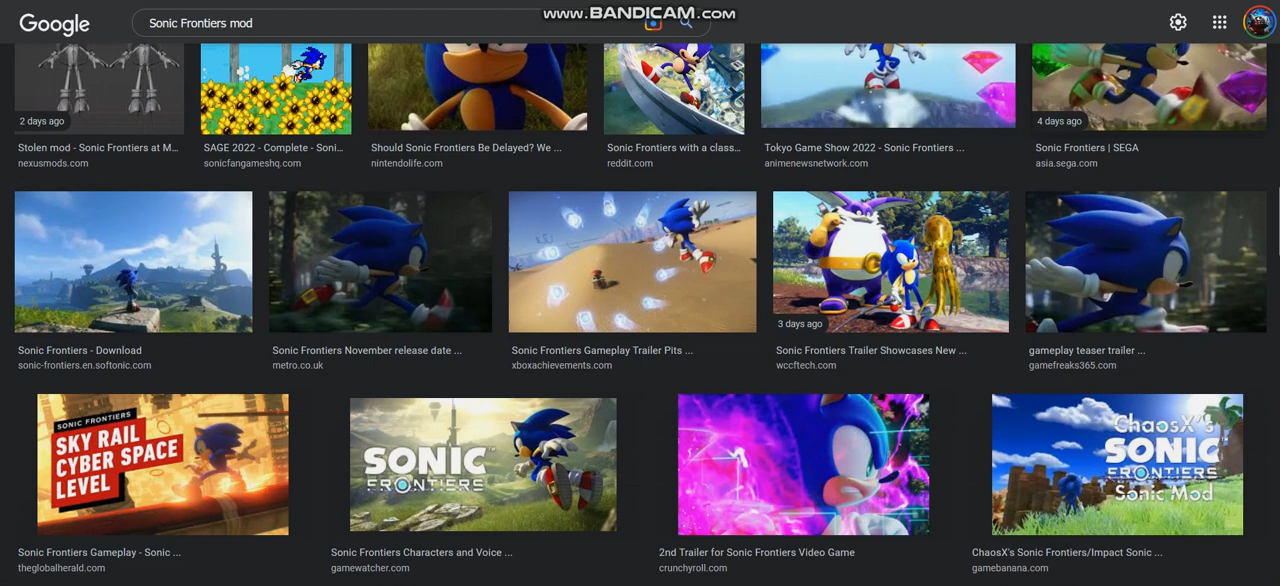 www.BANDICAM.com
Google
Sonic Frontiers mod
2 days ago
4 days ago
Stolen mod - Sonic Frontiers at M...
nexusmods.com
SAGE 2022 - Complete - Soni...
sonicfangameshq.com
Should Sonic Frontiers Be Delayed? We ...
nintendolife.com
Sonic Frontiers with a class...
reddit.com
Tokyo Game Show 2022 - Sonic Frontiers ...
animenewsnetwork.com
Sonic Frontiers | SEGA
asia.sega.com
3 days ago
Sonic Frontiers - Download
sonic-frontiers.en.softonic.com
Sonic Frontiers November release date ...
metro.co.uk
Sonic Frontiers Gameplay Trailer Pits ...
xboxachievements.com
Sonic Frontiers Trailer Showcases New ...
wccftech.com
gameplay teaser trailer ...
gamefreaks365.com
SONIC FRONTIERS
SKY RAIL
CYBER SPACE
LEVEL
SONIC
FRONTIERS
ChaosX's
SONIC
FRONTIERS
Sonic Mod
Sonic Frontiers Gameplay - Sonic ...
theglobalherald.com
Sonic Frontiers Characters and Voice ...
gamewatcher.com
2nd Trailer for Sonic Frontiers Video Game
crunchyroll.com
ChaosX's Sonic Frontiers/Impact Sonic ...
gamebanana.com